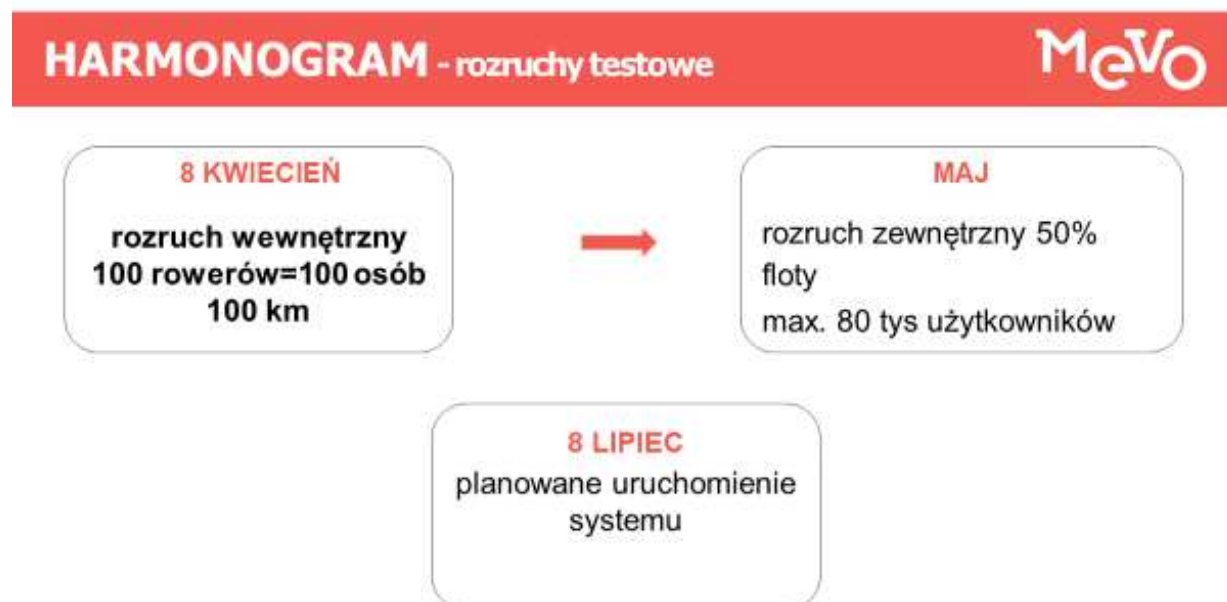 HARMONOGRAM - rozruchy testowe
MeVo
8 KWIECIEŃ
rozruch wewnętrzny
100 rowerów=100 osób
100 km
MAJ
rozruch zewnętrzny 50%
floty
max. 80 tys użytkowników
8 LIPIEC
planowane uruchomienie
systemu